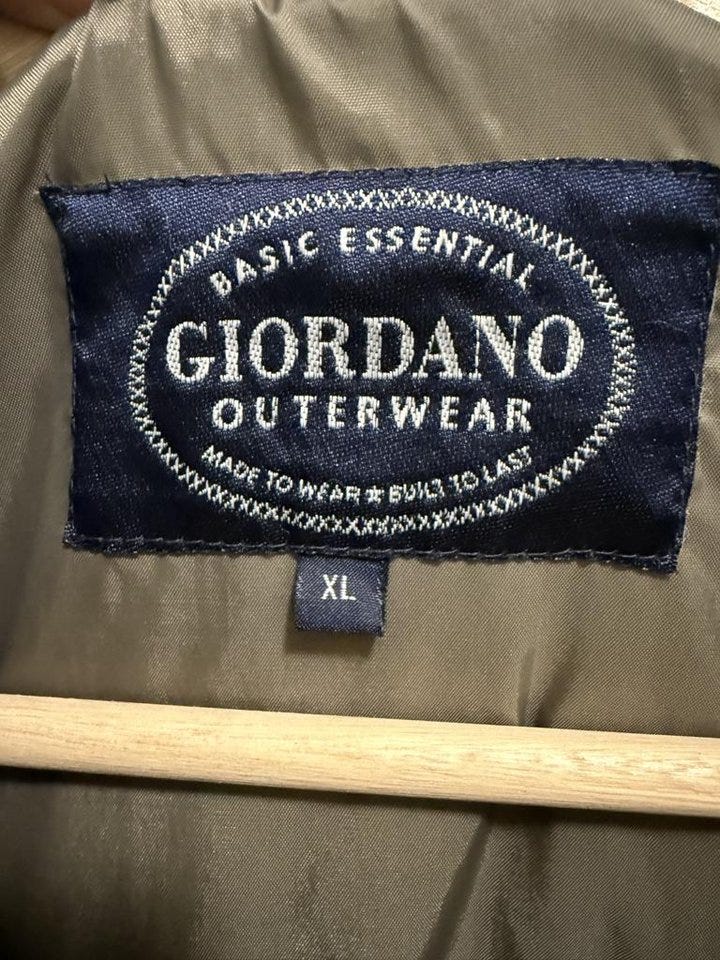 BASIC ESSENTIAL
GIORDANO
OUTERWEAR
MADE TO WEAR★BUILT TO LAST
XL